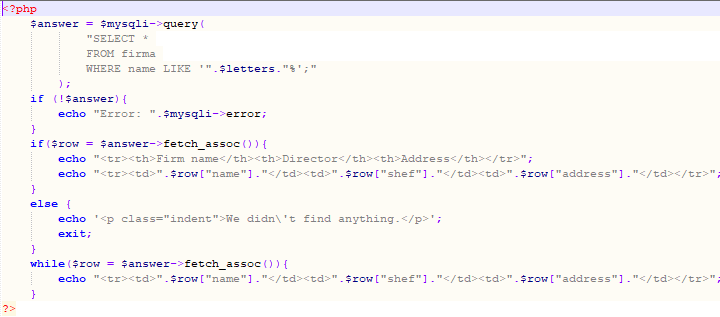 <?php
$answer = $mysqli->query(
"SELECT *
FROM firma
WHERE name LIKE '".$letters."%';"
);
if (!$answer){
echo "Error: ".$mysqli->error;
}
if($row = $answer->fetch_assoc()){
echo "<tr><th>Firm name</th><th>Director</th><th>Address</th></tr>";
echo "<tr><td>".$row["name"]."</td><td>".$row["shef"]."</td><td>".$row["address"]."</td></tr>";
}
else {
echo '<p class="indent">We didn\'t find anything.</p>';
exit;
}
while($row = $answer->fetch_assoc()){
echo "<tr><td>".$row["name"]."</td><td>".$row["shef"]."</td><td>".$row["address"]."</td></tr>";
}
?>